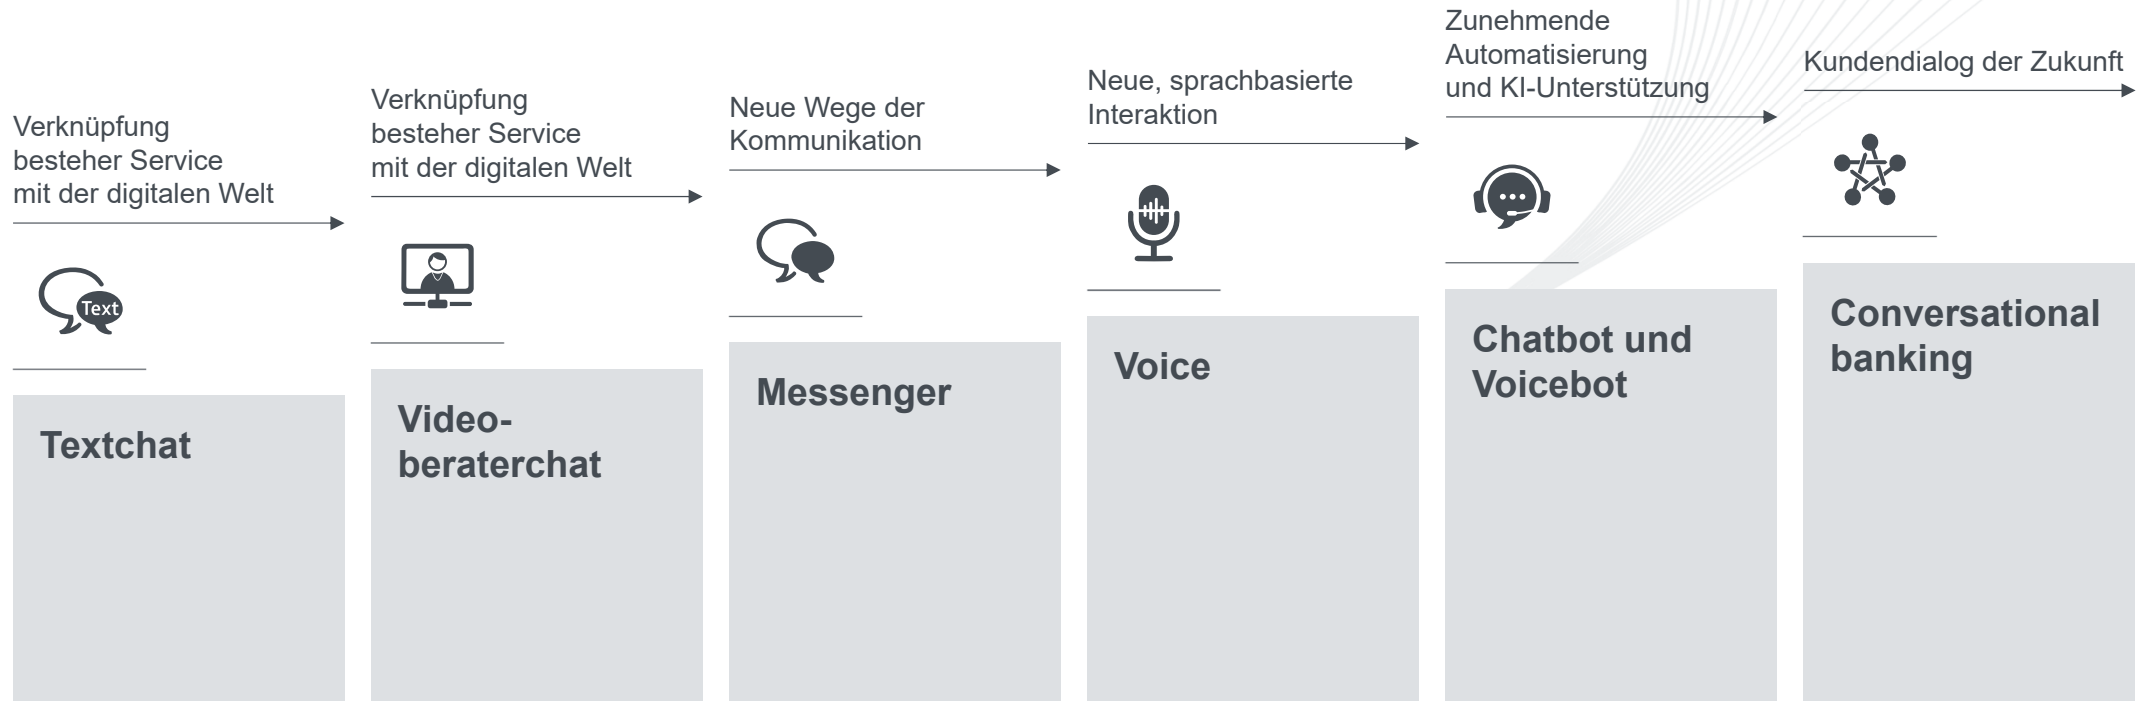 Verknüpfung
besteher Service
mit der digitalen Welt
Text
Textchat
Verknüpfung
besteher Service
mit der digitalen Welt
Video-
beraterchat
Neue Wege der
Kommunikation
Messenger
Neue, sprachbasierte
Interaktion
Voice
Zunehmende
Automatisierung
und KI-Unterstützung
Chatbot und
Voicebot
Kundendialog der Zukunft
Conversational
banking